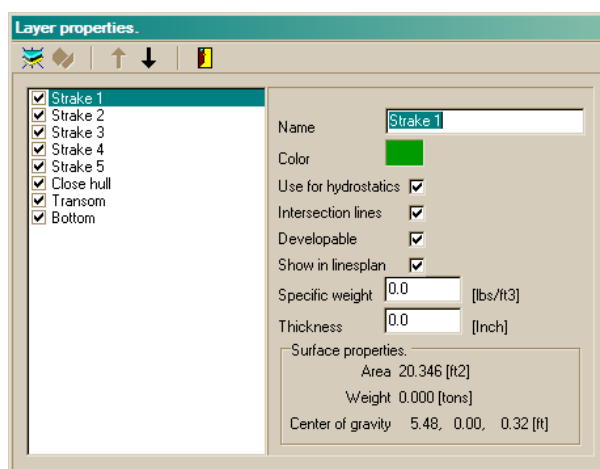 Layer properties.
Strake 1
Strake 2
Strake 3
Strake 4
Strake 5
Close hull
Transom
Bottom
Name Strake 1
Color
Use for hydrostatics
Intersection lines
Developable
Show in linesplan
Specific weight 0.0 [lbs/ft3]
Thickness 0.0 [Inch]
Surface properties.
Area 20.346 [ft2]
Weight 0.000 [tons]
Center of gravity 5.48, 0.00, 0.32 [ft]